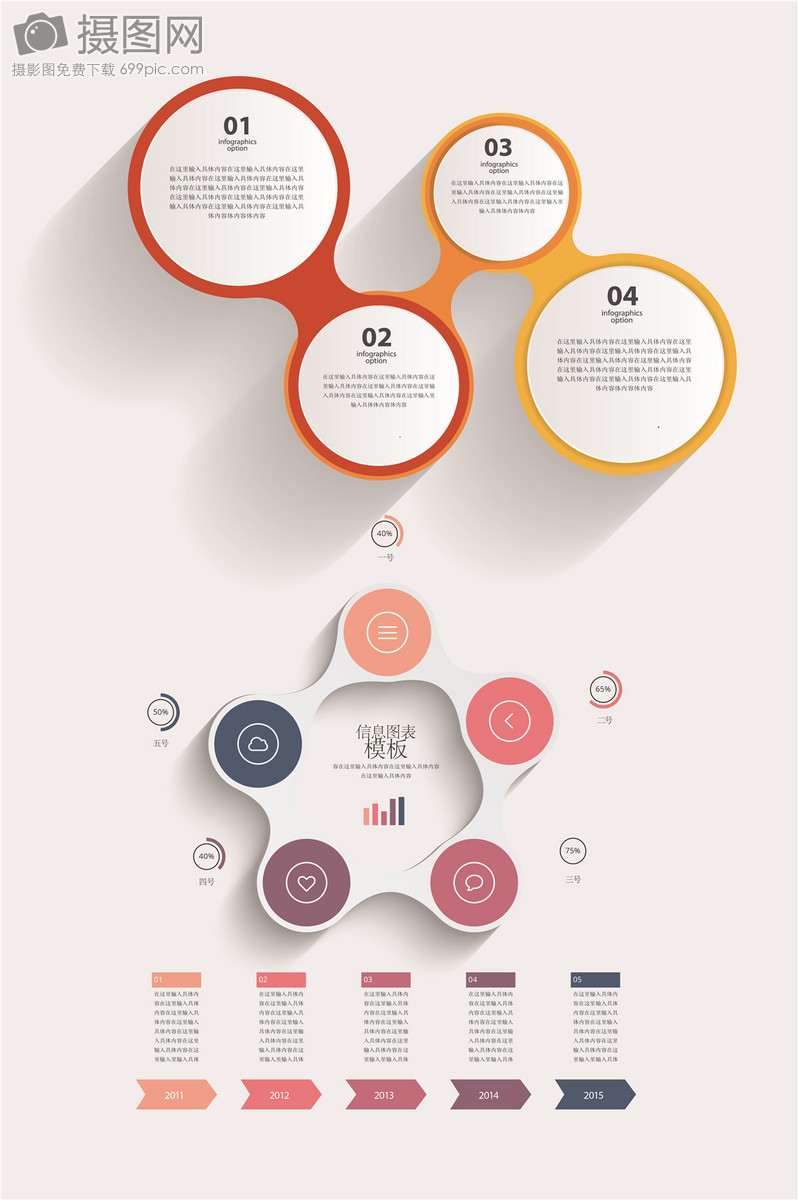 摄图网
摄影图免费下载 699pic.com
01
infographics
option
在这里输入具体内容在这里输入具体内容在这里
输入具体内容在这里输入具体内容在这里输入具
体内容在这里输入具体内容在这里输入具体内容
在这里输入具体内容在这里输入具体内容在这里
输入具体内容在这里输入具体内容在这里输入具
体内容体内容体内容
03
infographics
option
在这里输入具体内容在这里输入具体内容在这
里输入具体内容在这里输入具体内容在这里输
入具体内容在这里输入具体内容在这里输入里
输入具体体内容体体内容
04
infographics
option
在这里输入具体内容在这里输入具体内容在这里
输入具体内容在这里输入具体内容在这里输入具
体内容在这里输入具体内容在这里输入具体内容
在这里输入具体内容在这里输入具体内容在这里
输入具体内容在这里输入具体内容在这里输入具
体内容体内容体内容
02
infographics
option
在这里输入具体内容在这里输入具体内容在这
里输入具体内容在这里输入具体内容在这里输
入具体内容在这里输入具体内容在这里输入里
输入具体体内容体内容
40%
一号
65%
二号
50%
五号
信息图表
模板
容在这里输入具体内容在这里输入具体内容
在这里输入具体内容
40%
四号
75%
三号
01
在这里输入具体内
容在这里输入具体
内容在这里输入具
体内容在这里输入
具体内容在这里输
入具体内容在这里
输入具体内容在这
里输入里输入具体
02
在这里输入具体内
容在这里输入具体
内容在这里输入具
体内容在这里输入
具体内容在这里输
入具体内容在这里
输入具体内容在这
里输入里输入具体
03
在这里输入具体内
容在这里输入具体
内容在这里输入具
体内容在这里输入
具体内容在这里输
入具体内容在这里
输入具体内容在这
里输入里输入具体
04
在这里输入具体内
容在这里输入具体
内容在这里输入具
体内容在这里输入
具体内容在这里输
入具体内容在这里
输入具体内容在这
里输入里输入具体
05
在这里输入具体内
容在这里输入具体
内容在这里输入具
体内容在这里输入
具体内容在这里输
入具体内容在这里
输入具体内容在这
里输入里输入具体
2011
2012
2013
2014
2015